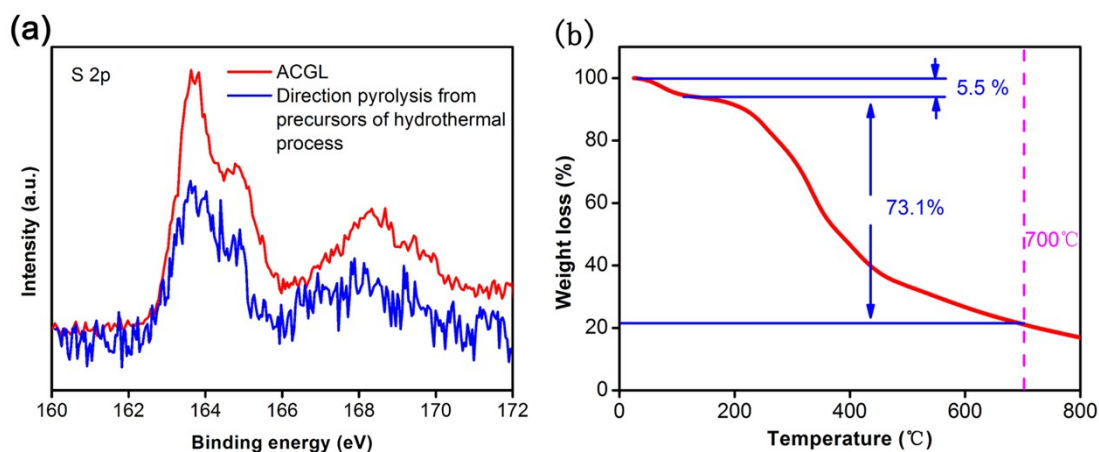 (a)
S 2p
ACGL
Direction pyrolysis from
precursors of hydrothermal
process
Intensity (a.u.)
160 162 164 166 168 170 172
Binding energy (eV)
(b)
100
80
60
40
20
0
Weight loss (%)
5.5 %
73.1%
700℃
0 200 400 600 800
Temperature (℃)